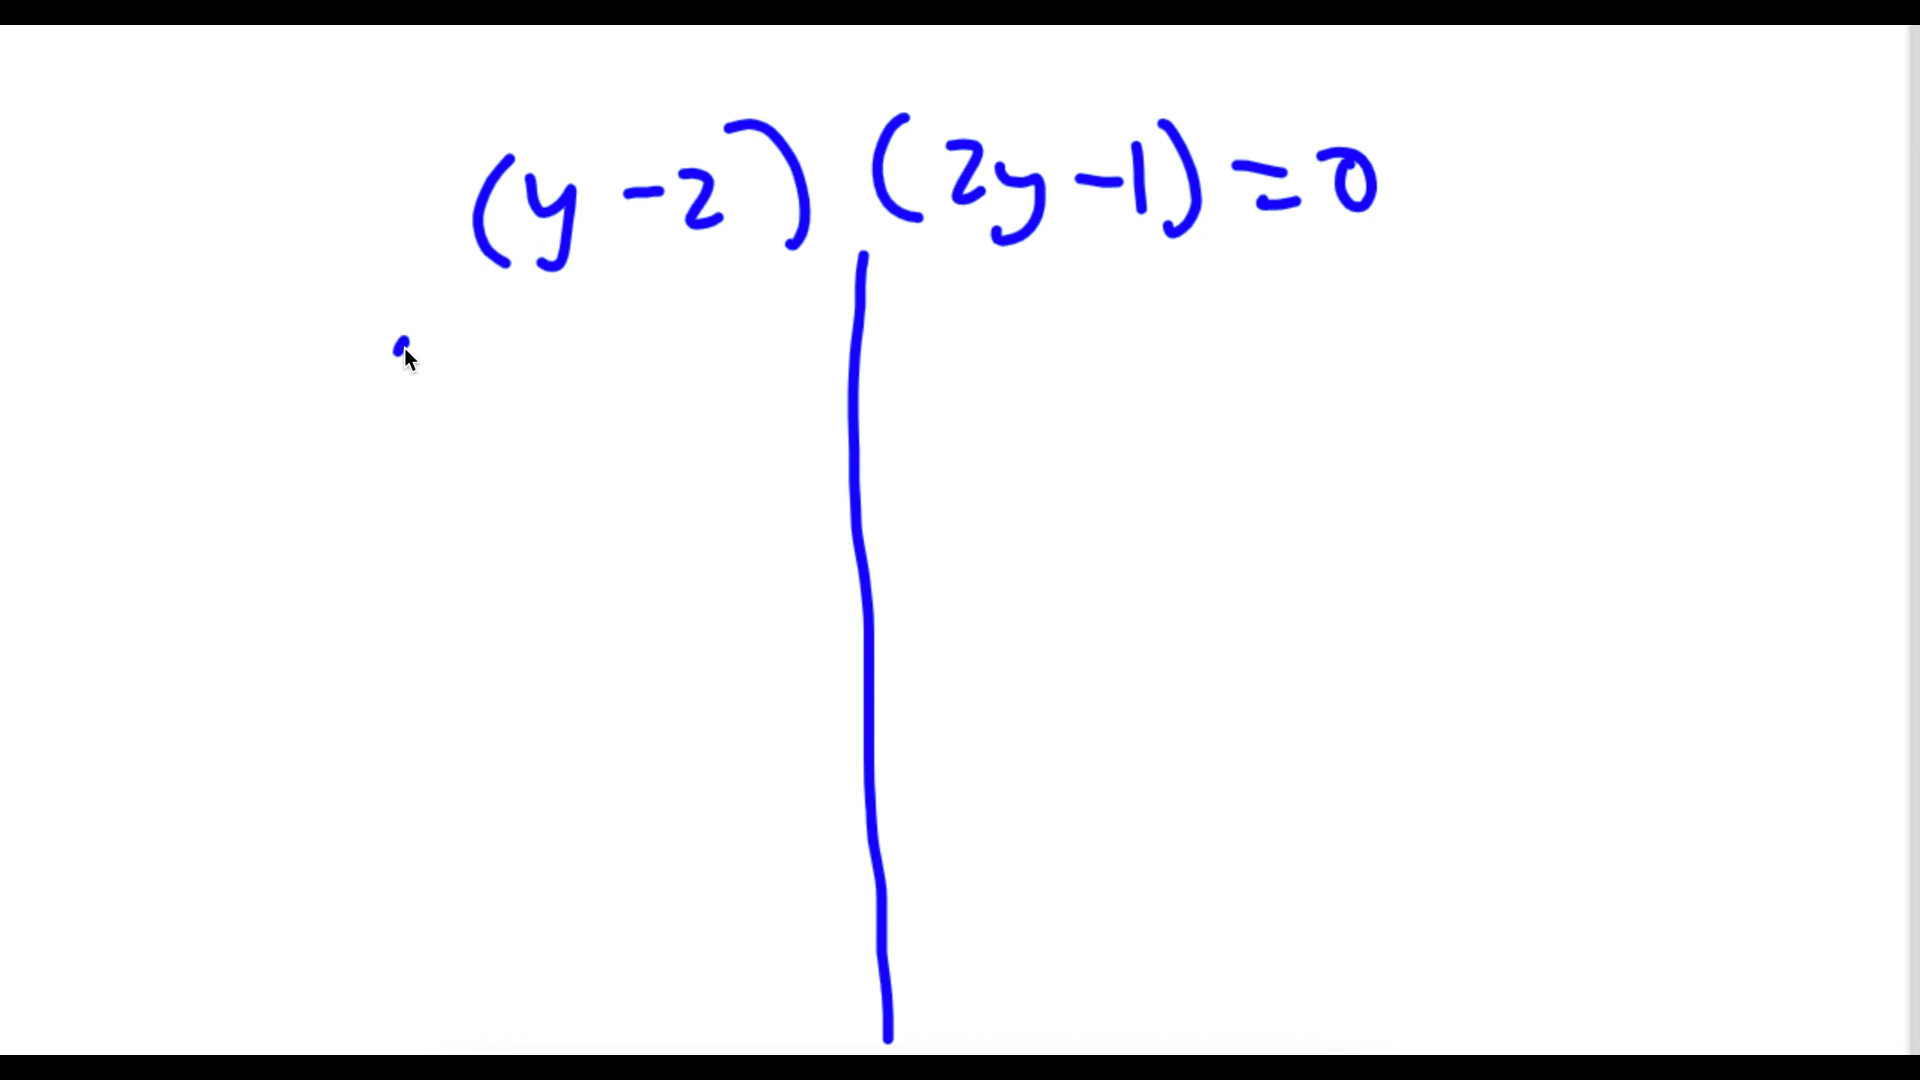 (y - 2) (2y - 1) = 0